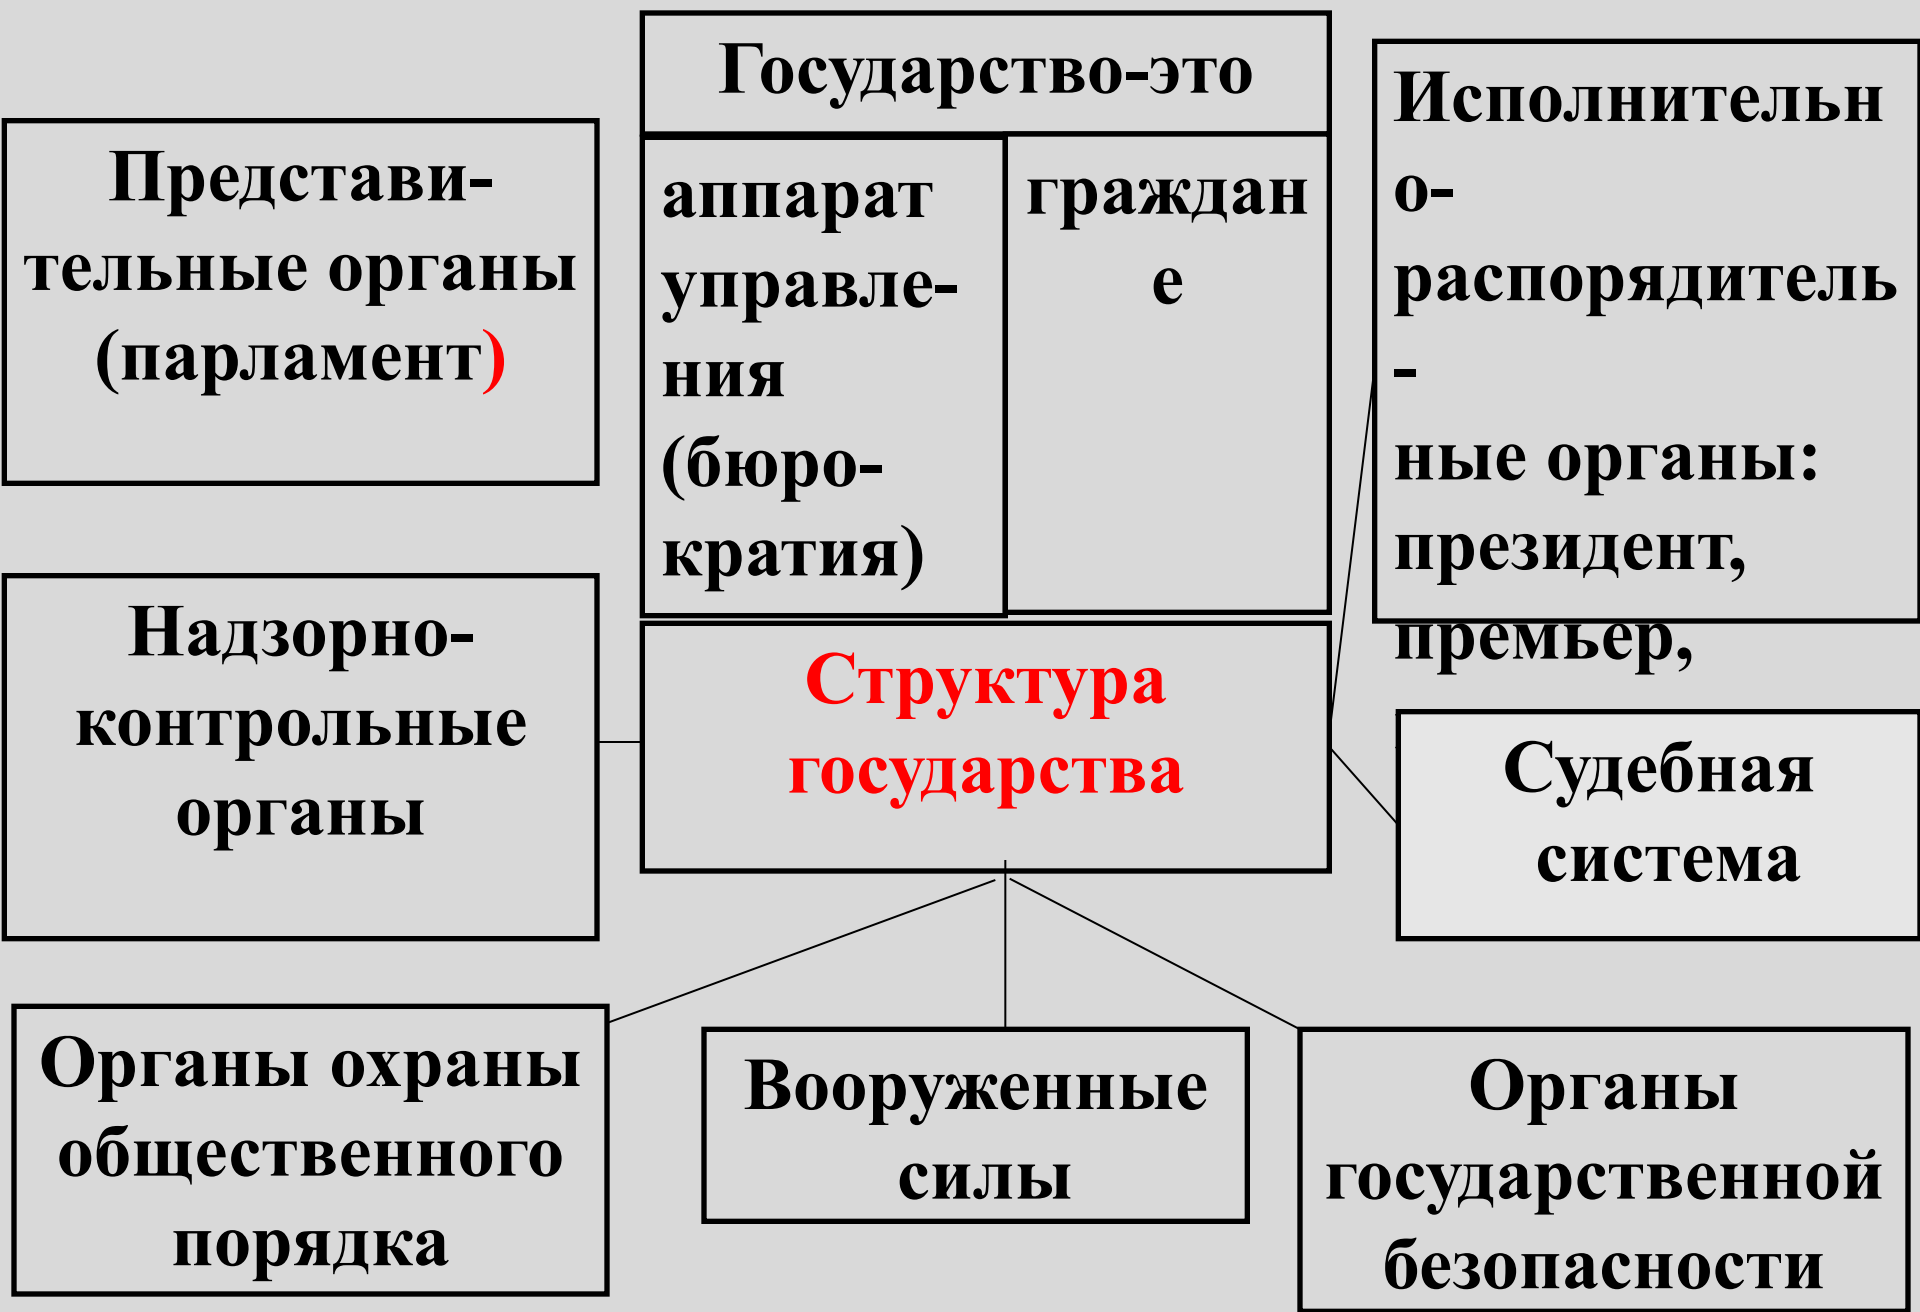 Государство-это
аппарат
управле-
ния
(бюро-
кратия)
граждан
е
Представи-
тельные органы
(парламент)
Исполнительн
о-
распорядитель
-
ные органы:
президент,
премьер,
Надзорно-
контрольные
органы
Структура
государства
Судебная
система
Органы охраны
общественного
порядка
Вооруженные
силы
Органы
государственной
безопасности